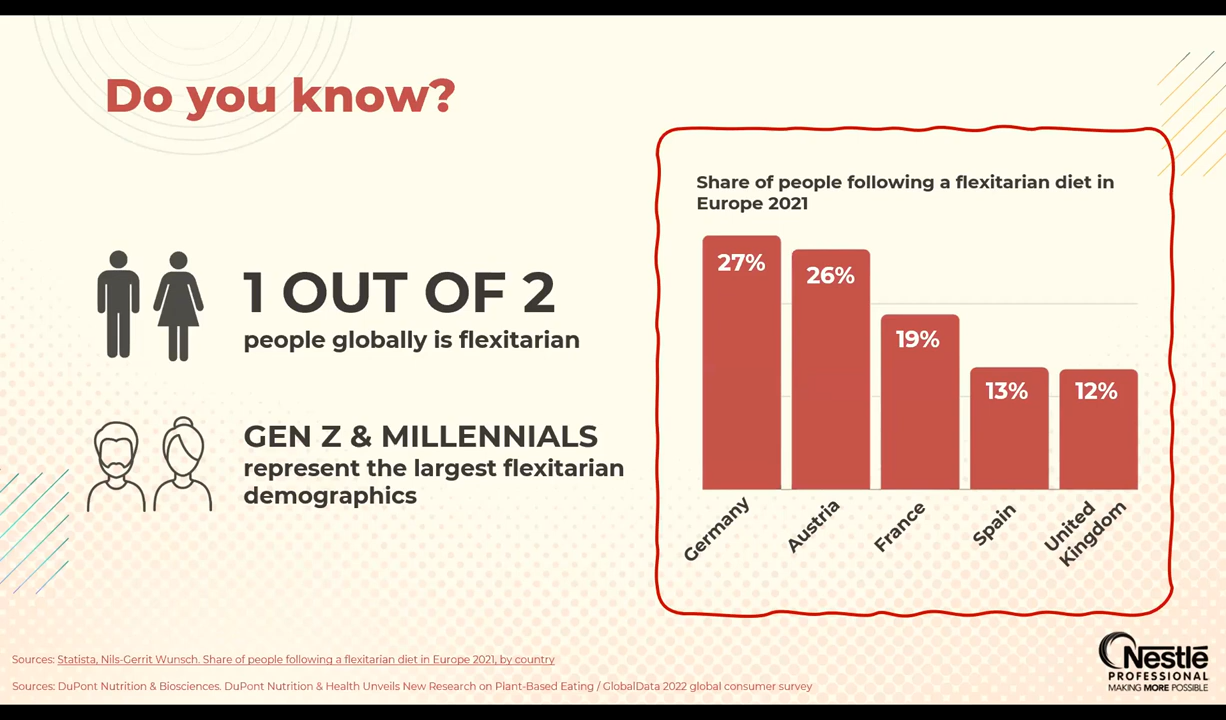 Do you know?
1 OUT OF 2
people globally is flexitarian
GEN Z & MILLENNIALS
represent the largest flexitarian
demographics
Share of people following a flexitarian diet in
Europe 2021
27%
26%
19%
13%
12%
Germany
Austria
France
Spain
United
Kingdom
Sources: Statista, Nils-Gerrit Wunsch. Share of people following a flexitarian diet in Europe 2021, by country
Sources: DuPont Nutrition & Biosciences. DuPont Nutrition & Health Unveils New Research on Plant-Based Eating / GlobalData 2022 global consumer survey
Nestlé
PROFESSIONAL
MAKING MORE POSSIBLE